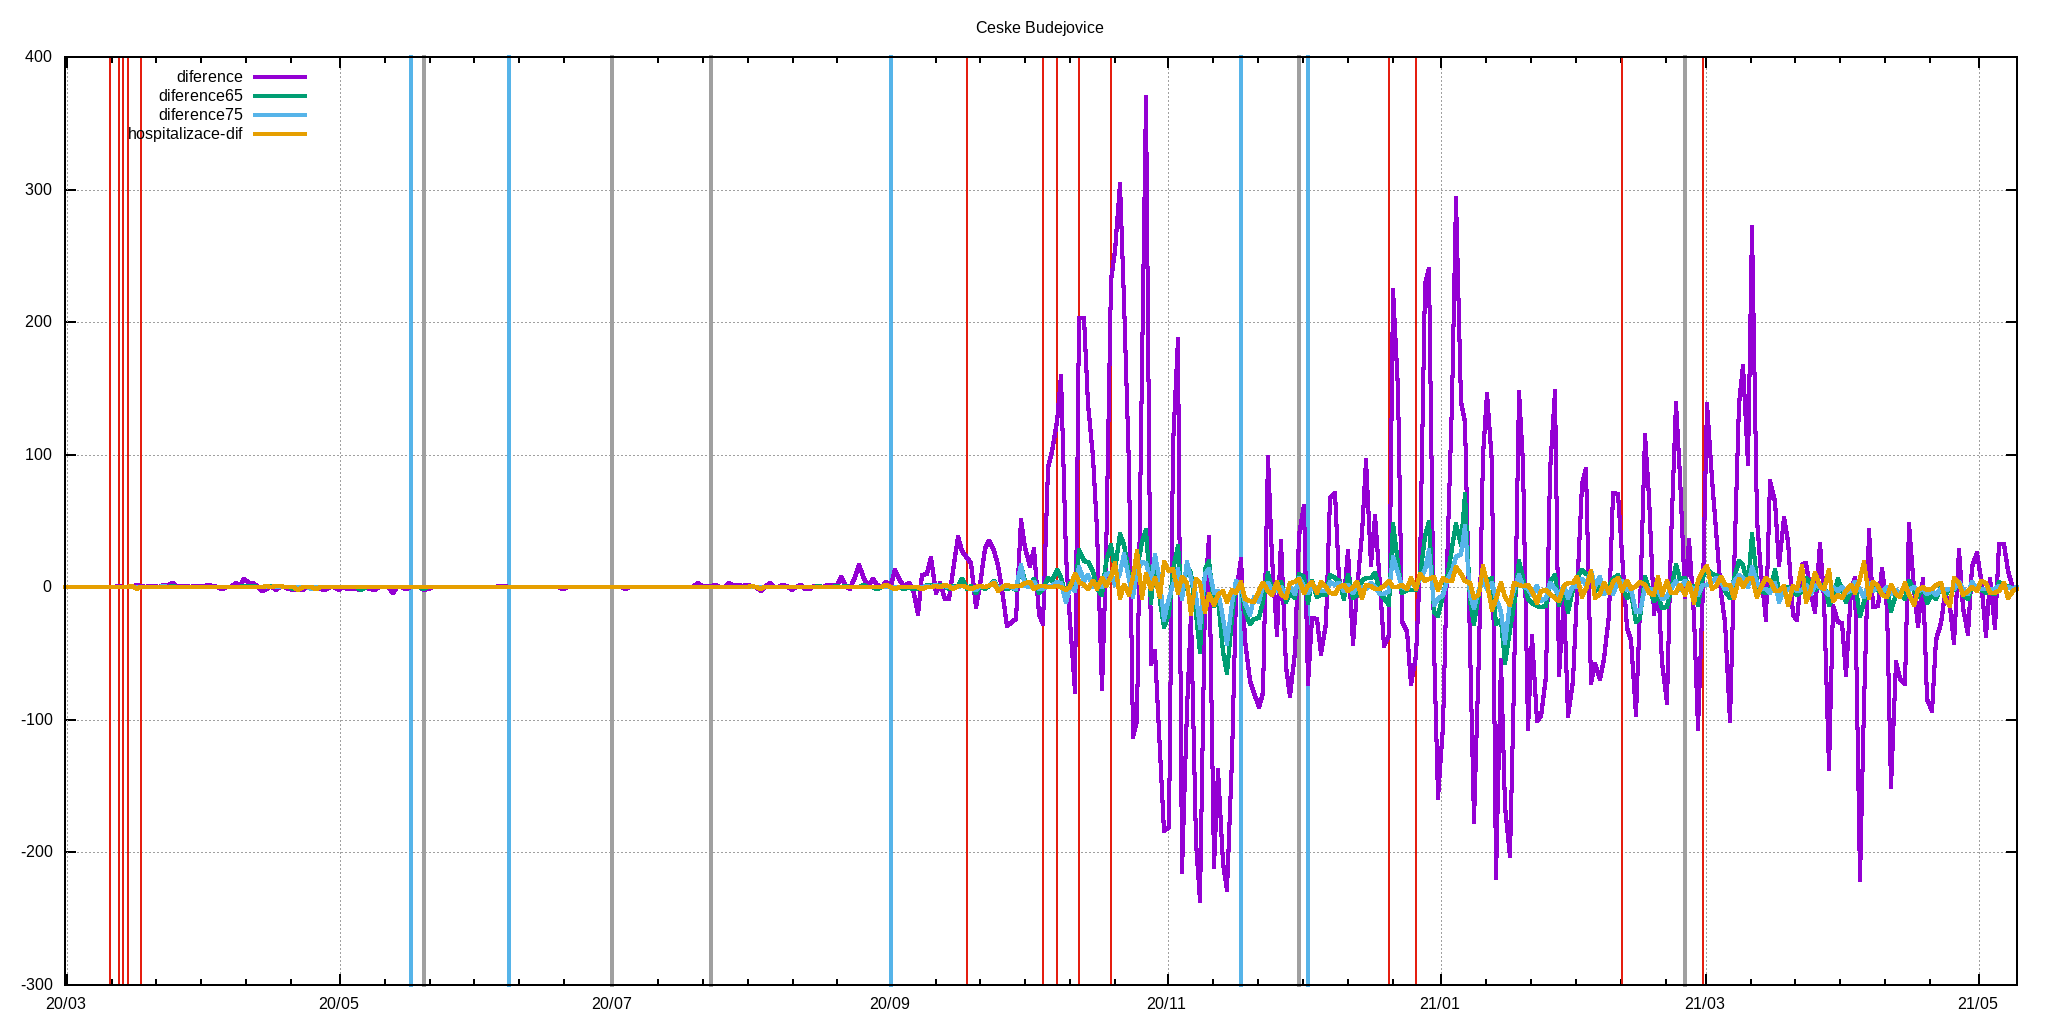 Ceske Budejovice
400
diference
diference65
diference75
hospitalizace-dif
300
200
100
0
-100
-200
-300
20/03 20/05 20/07 20/09 20/11 21/01 21/03 21/05